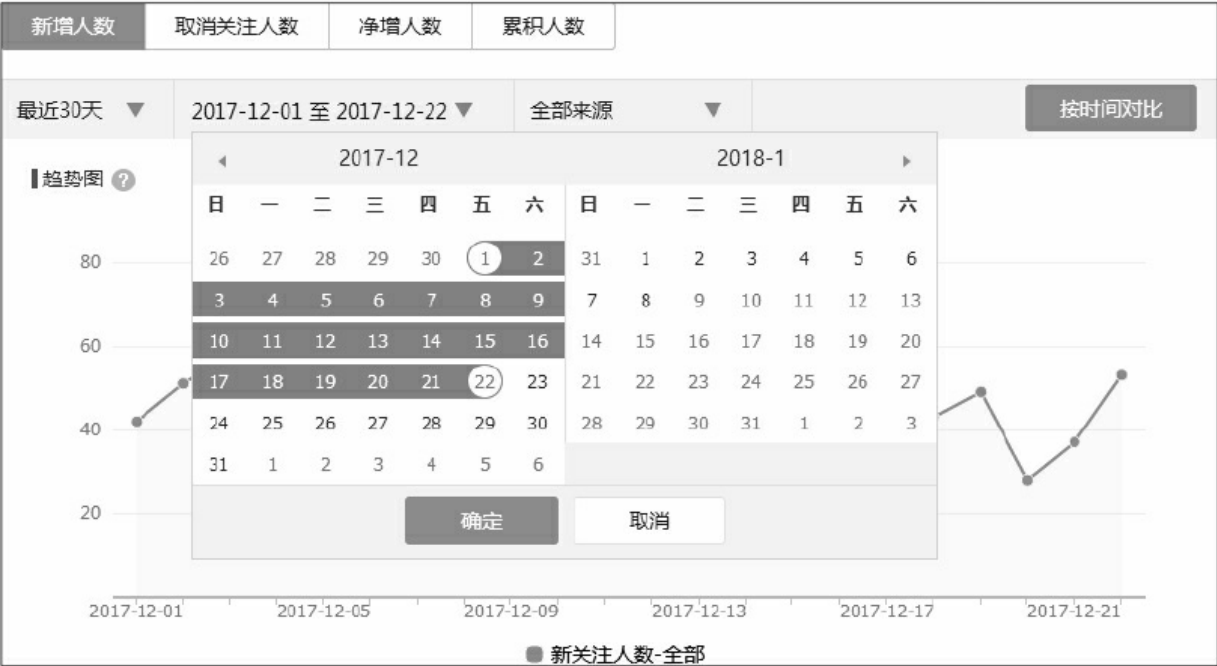 新增人数 取消关注人数 净增人数 累积人数
最近30天 2017-12-01 至 2017-12-22 全部来源 按时间对比
趋势图 ?
2017-12 2018-1
日 一 二 三 四 五 六 日 一 二 三 四 五 六
80 26 27 28 29 30 1 2 31 1 2 3 4 5 6
3 4 5 6 7 8 9 7 8 9 10 11 12 13
60 10 11 12 13 14 15 16 14 15 16 17 18 19 20
17 18 19 20 21 22 23 21 22 23 24 25 26 27
40 24 25 26 27 28 29 30 28 29 30 31 1 2 3
31 1 2 3 4 5 6
20 确定 取消
2017-12-01 2017-12-05 2017-12-09 2017-12-13 2017-12-17 2017-12-21
新关注人数-全部